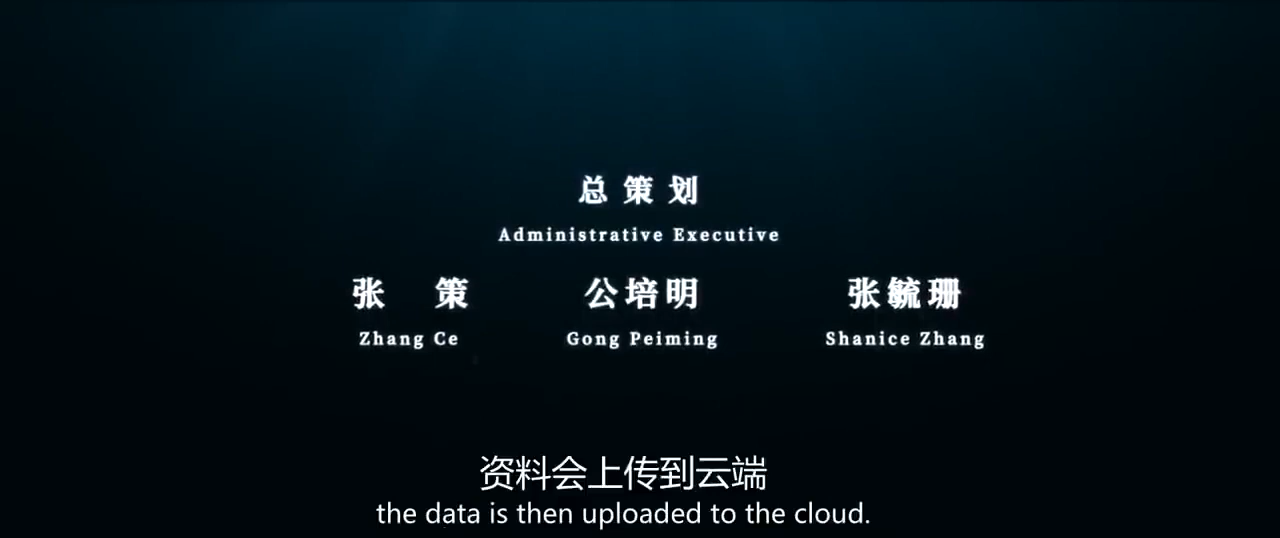 总策划
Administrative Executive
张 策 公培明 张毓珊
Zhang Ce Gong Peiming Shanice Zhang
资料会上传到云端
the data is then uploaded to the cloud.